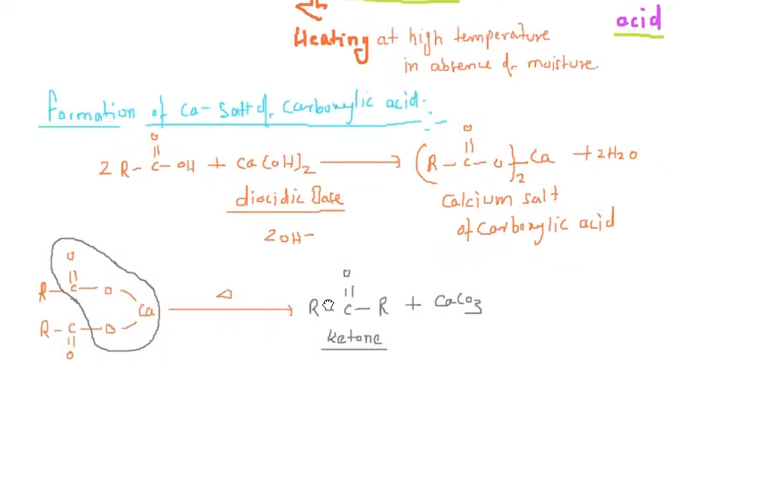 acid
Heating at high temperature
in absence of moisture.
Formation of Ca-salt of carboxylic acid:-
O O
2 R-C-OH + Ca(OH)2 → (R-C-O)2 Ca + 2H2O
diacidic Base Calcium salt
2OH- of carboxylic acid
O O
R-C-O Δ R C-R + CaCO3
Ca
R-C-O ketone
O